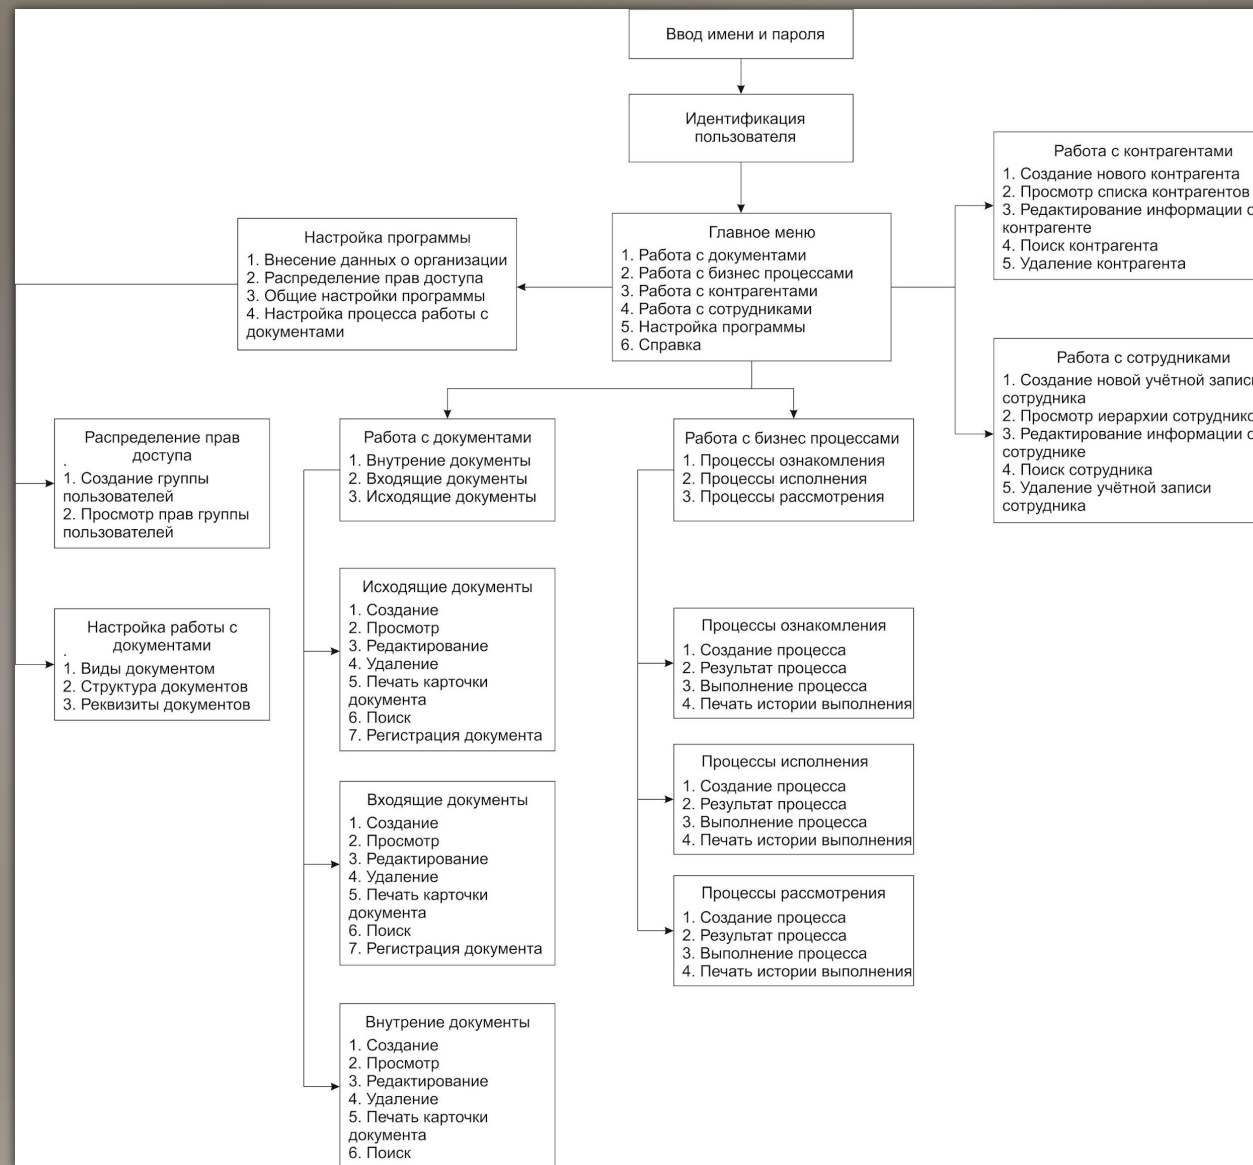 Ввод имени и пароля
Идентификация
пользователя
Главное меню
1. Работа с документами
2. Работа с бизнес процессами
3. Работа с контрагентами
4. Работа с сотрудниками
5. Настройка программы
6. Справка
Настройка программы
1. Внесение данных о организации
2. Распределение прав доступа
3. Общие настройки программы
4. Настройка процесса работы с
документами
Работа с контрагентами
1. Создание нового контрагента
2. Просмотр списка контрагентов
3. Редактирование информации о
контрагенте
4. Поиск контрагента
5. Удаление контрагента
Работа с сотрудниками
1. Создание новой учётной
сотрудника
2. Просмотр иерархии
3. Редактирование информации о
сотруднике
4. Поиск сотрудника
5. Удаление учётной записи
сотрудника
Распределение прав
доступа
.
1. Создание группы
пользователей
2. Просмотр прав группы
пользователей
Настройка работы с
документами
.
1. Виды документом
2. Структура документов
3. Реквизиты документов
Работа с документами
1. Внутрение документы
2. Входящие документы
3. Исходящие документы
Исходящие документы
1. Создание
2. Просмотр
3. Редактирование
4. Удаление
5. Печать карточки
документа
6. Поиск
7. Регистрация документа
Входящие документы
1. Создание
2. Просмотр
3. Редактирование
4. Удаление
5. Печать карточки
документа
6. Поиск
7. Регистрация документа
Внутрение документы
1. Создание
2. Просмотр
3. Редактирование
4. Удаление
5. Печать карточки
документа
6. Поиск
Работа с бизнес процессами
1. Процессы ознакомления
2. Процессы исполнения
3. Процессы рассмотрения
Процессы ознакомления
1. Создание процесса
2. Результат процесса
3. Выполнение процесса
4. Печать истории выполнения
Процессы исполнения
1. Создание процесса
2. Результат процесса
3. Выполнение процесса
4. Печать истории выполнения
Процессы рассмотрения
1. Создание процесса
2. Результат процесса
3. Выполнение процесса
4. Печать истории выполнения